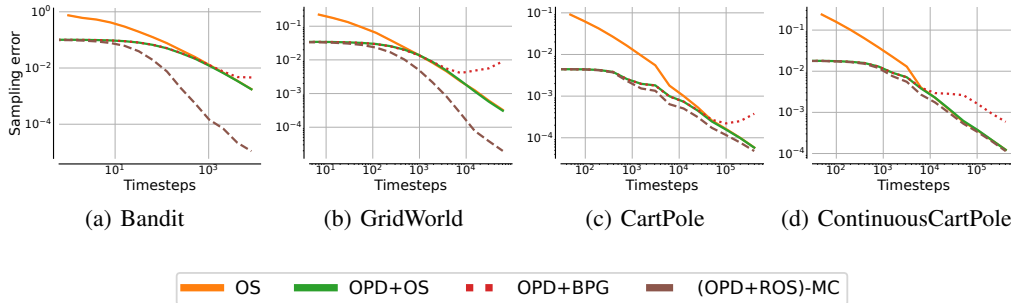 10^0
10^-2
10^-4
10^1
10^3
Timesteps
Sampling error
10^-1
10^-2
10^-3
10^-4
10^1
10^2
10^3
10^4
Timesteps
10^-1
10^-2
10^-3
10^-4
10^2
10^3
10^4
10^5
Timesteps
10^-1
10^-2
10^-3
10^-4
10^2
10^3
10^4
10^5
Timesteps
(a) Bandit
(b) GridWorld
(c) CartPole
(d) ContinuousCartPole
OS
OPD+OS
OPD+BPG
(OPD+ROS)-MC